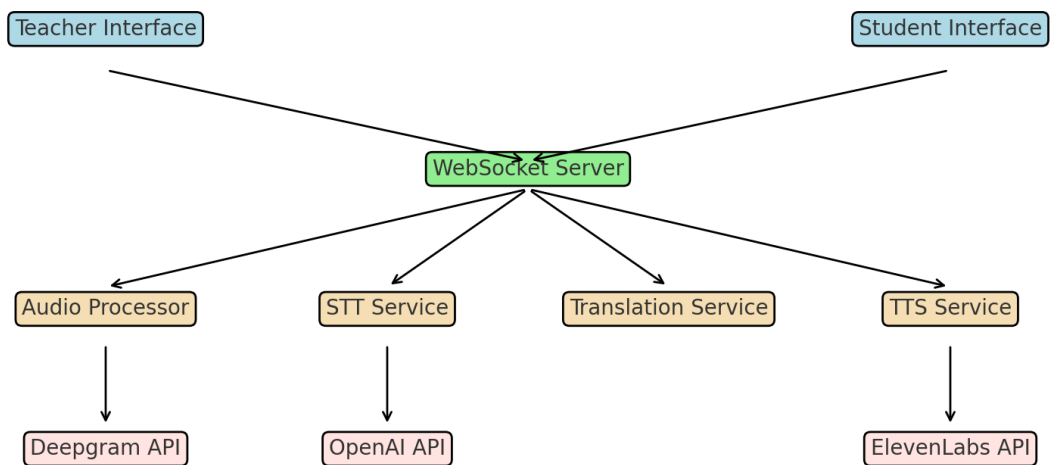 Teacher Interface
Student Interface
WebSocket Server
Audio Processor
STT Service
Translation Service
TTS Service
Deepgram API
OpenAI API
ElevenLabs API